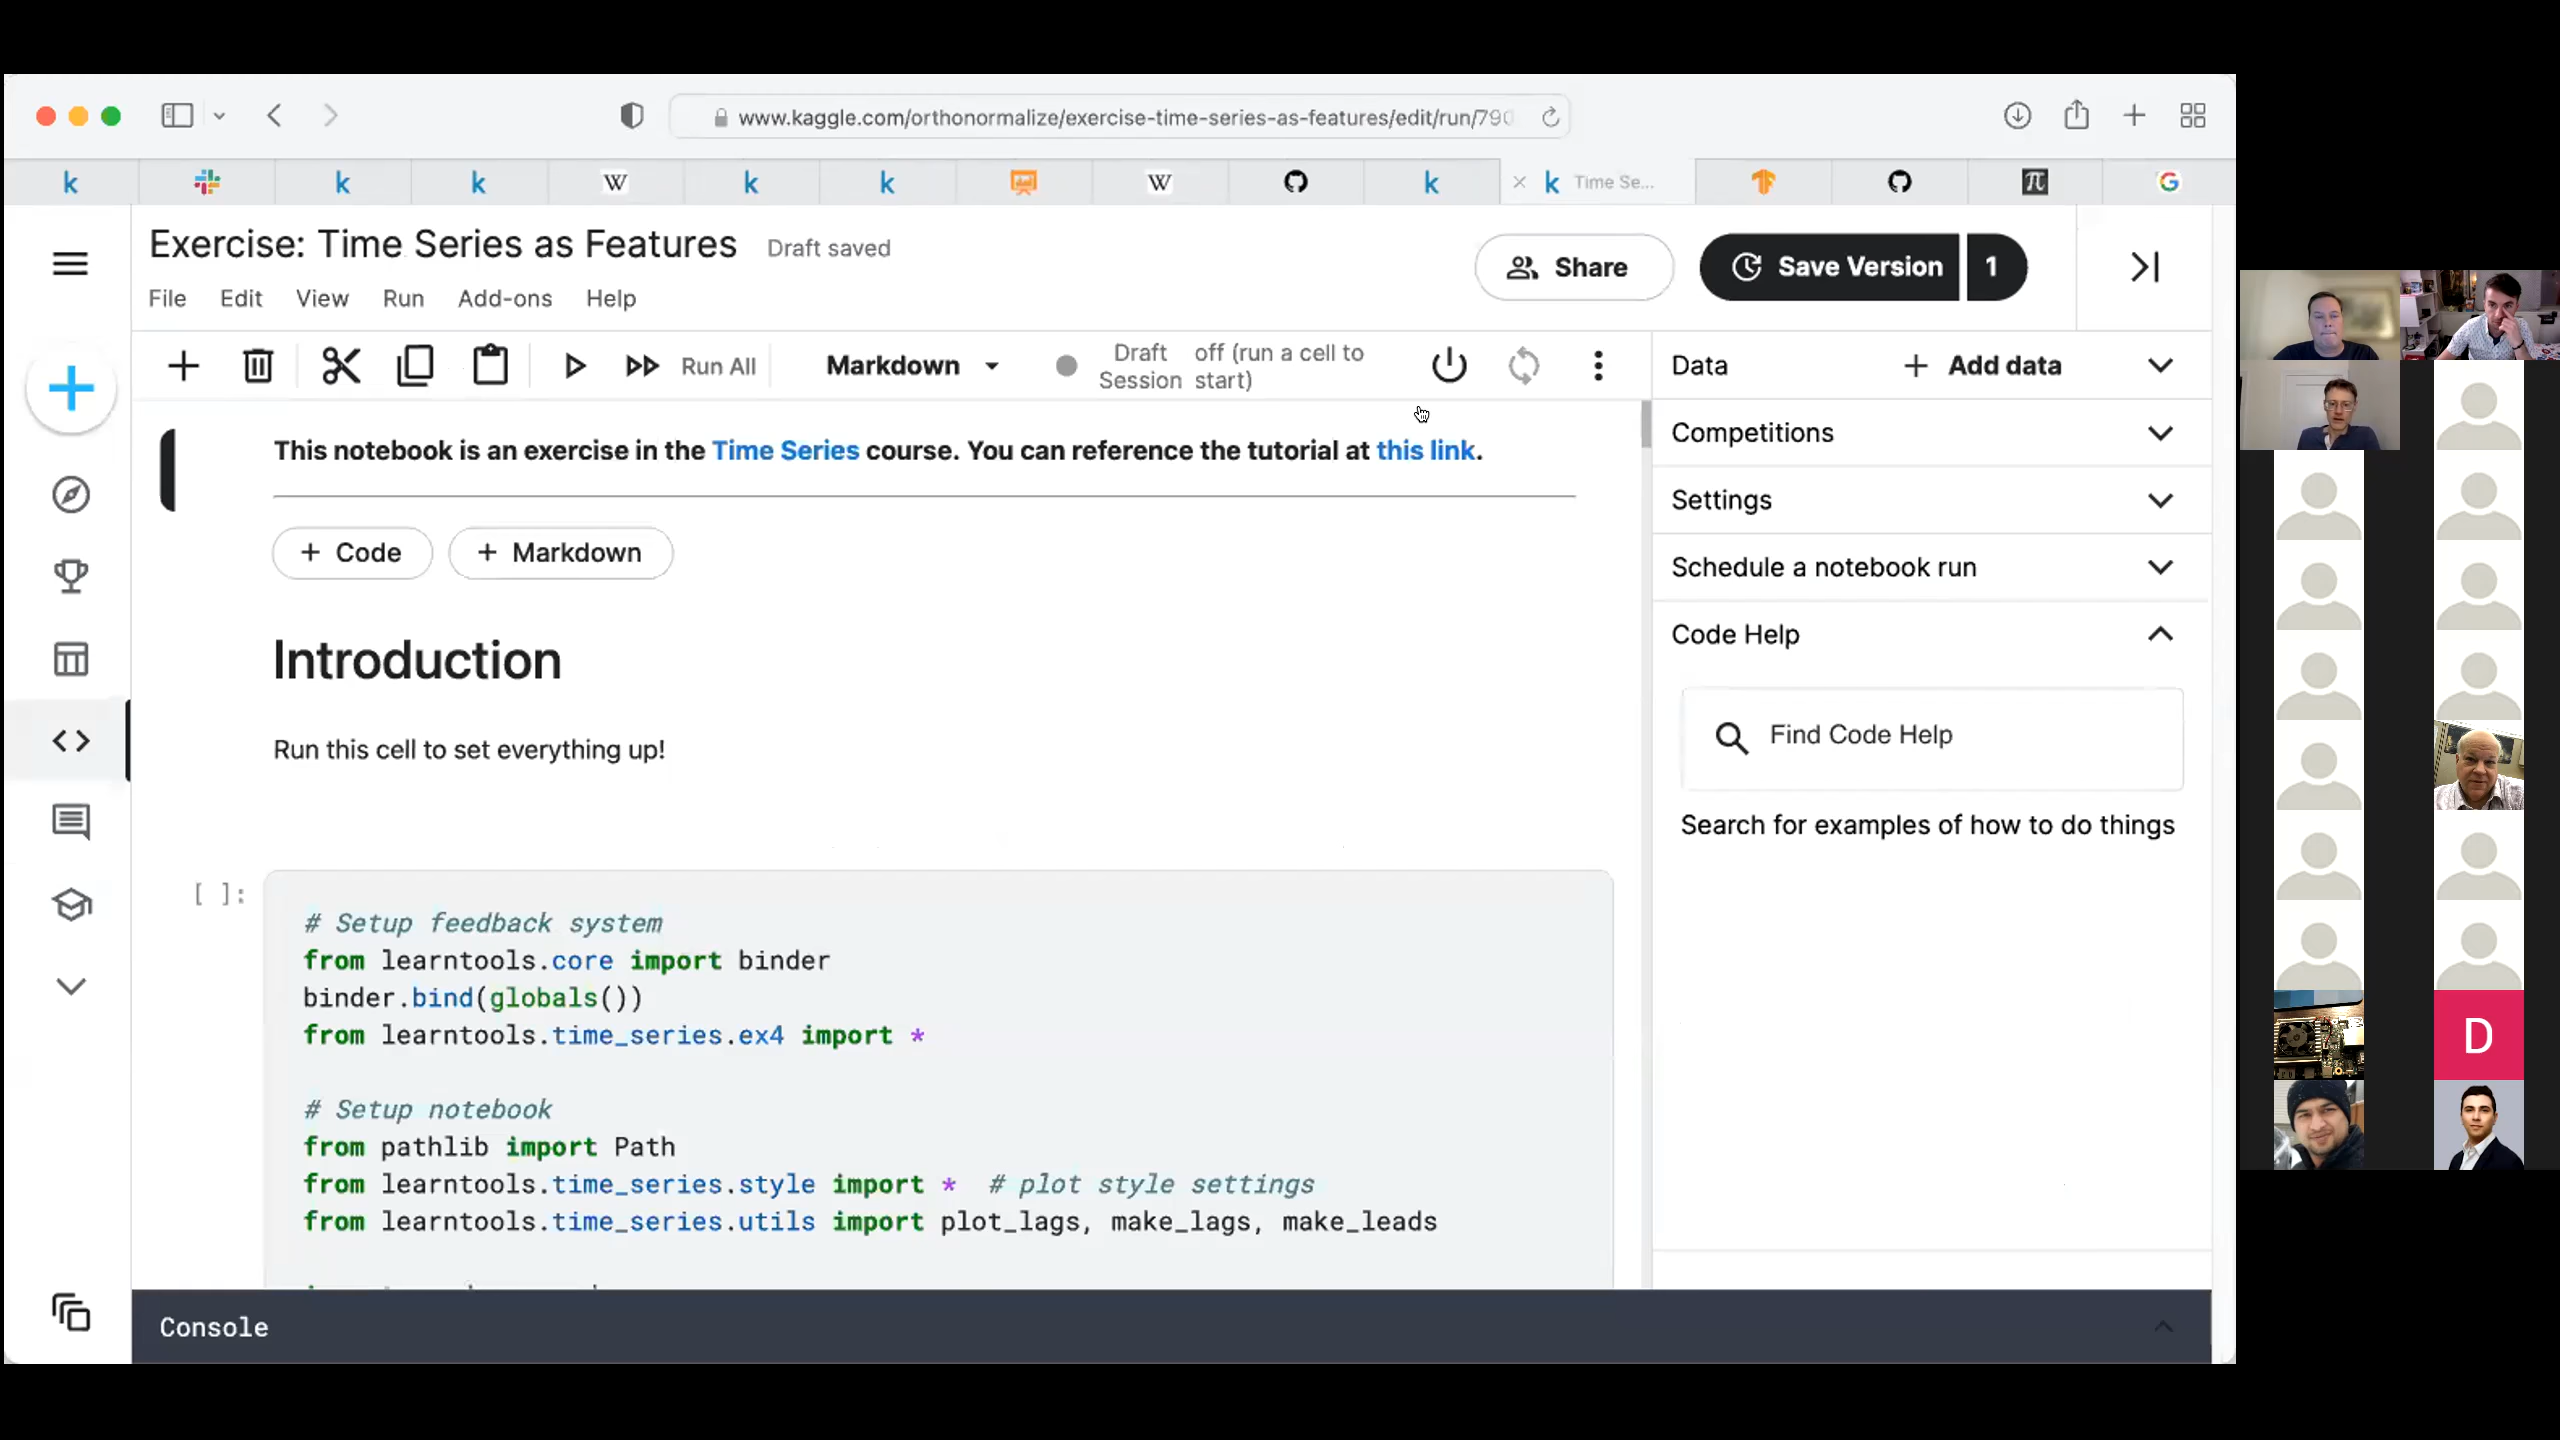 www.kaggle.com/orthonormalize/exercise-time-series-as-features/edit/run/790
k
k
k
W
k
k
W
k
k Time Se...
π
G
Exercise: Time Series as Features Draft saved
Share
Save Version 1
File Edit View Run Add-ons Help
Run All
Markdown
Draft Session off (run a cell to start)
Data + Add data
This notebook is an exercise in the Time Series course. You can reference the tutorial at this link.
Competitions
Settings
+ Code + Markdown
Schedule a notebook run
Code Help
Introduction
Find Code Help
Run this cell to set everything up!
Search for examples of how to do things
[ ]:
# Setup feedback system
from learntools.core import binder
binder.bind(globals())
from learntools.time_series.ex4 import *
# Setup notebook
from pathlib import Path
from learntools.time_series.style import * # plot style settings
from learntools.time_series.utils import plot_lags, make_lags, make_leads
Console
D